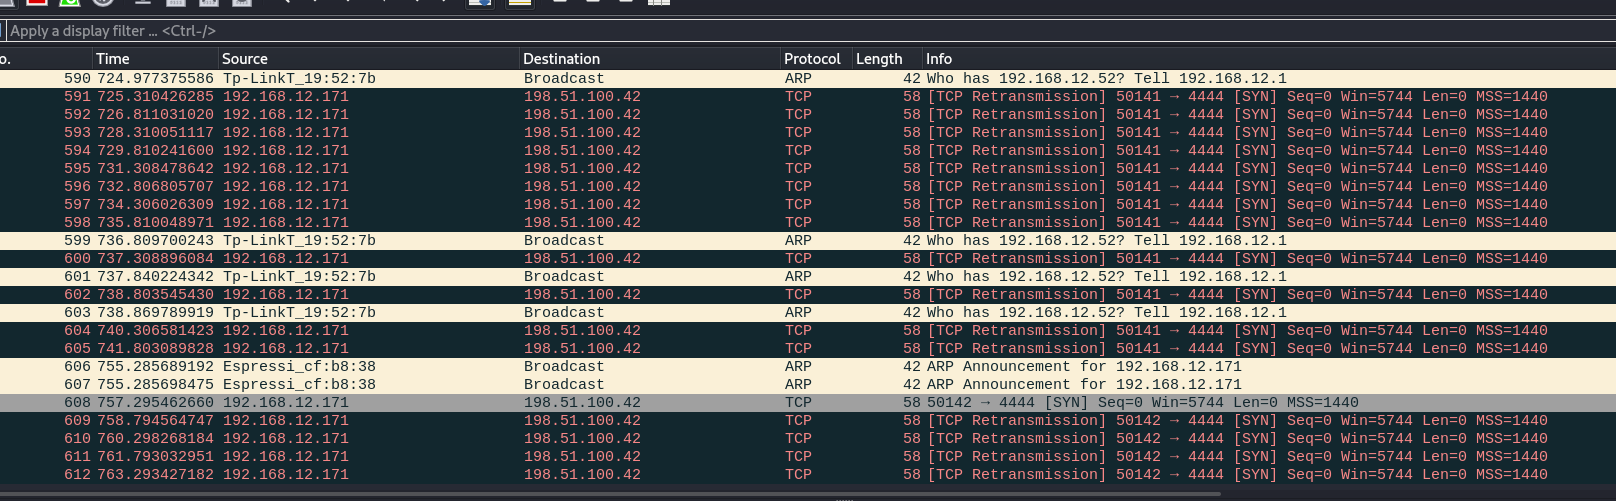 Apply a display filter ... <Ctrl-/>
o. Time Source Destination Protocol Length Info
590 724.977375586 Tp-LinkT_19:52:7b Broadcast ARP 42 Who has 192.168.12.52? Tell 192.168.12.1
591 725.310426285 192.168.12.171 198.51.100.42 TCP 58 [TCP Retransmission] 50141 → 4444 [SYN] Seq=0 Win=5744 Len=0 MSS=1440
592 726.811031020 192.168.12.171 198.51.100.42 TCP 58 [TCP Retransmission] 50141 → 4444 [SYN] Seq=0 Win=5744 Len=0 MSS=1440
593 728.310051117 192.168.12.171 198.51.100.42 TCP 58 [TCP Retransmission] 50141 → 4444 [SYN] Seq=0 Win=5744 Len=0 MSS=1440
594 729.810241600 192.168.12.171 198.51.100.42 TCP 58 [TCP Retransmission] 50141 → 4444 [SYN] Seq=0 Win=5744 Len=0 MSS=1440
595 731.308478642 192.168.12.171 198.51.100.42 TCP 58 [TCP Retransmission] 50141 → 4444 [SYN] Seq=0 Win=5744 Len=0 MSS=1440
596 732.806805707 192.168.12.171 198.51.100.42 TCP 58 [TCP Retransmission] 50141 → 4444 [SYN] Seq=0 Win=5744 Len=0 MSS=1440
597 734.306026309 192.168.12.171 198.51.100.42 TCP 58 [TCP Retransmission] 50141 → 4444 [SYN] Seq=0 Win=5744 Len=0 MSS=1440
598 735.810048971 192.168.12.171 198.51.100.42 TCP 58 [TCP Retransmission] 50141 → 4444 [SYN] Seq=0 Win=5744 Len=0 MSS=1440
599 736.809700243 Tp-LinkT_19:52:7b Broadcast ARP 42 Who has 192.168.12.52? Tell 192.168.12.1
600 737.308896084 192.168.12.171 198.51.100.42 TCP 58 [TCP Retransmission] 50141 → 4444 [SYN] Seq=0 Win=5744 Len=0 MSS=1440
601 737.840224342 Tp-LinkT_19:52:7b Broadcast ARP 42 Who has 192.168.12.52? Tell 192.168.12.1
602 738.803545430 192.168.12.171 198.51.100.42 TCP 58 [TCP Retransmission] 50141 → 4444 [SYN] Seq=0 Win=5744 Len=0 MSS=1440
603 738.869789919 Tp-LinkT_19:52:7b Broadcast ARP 42 Who has 192.168.12.52? Tell 192.168.12.1
604 740.306581423 192.168.12.171 198.51.100.42 TCP 58 [TCP Retransmission] 50141 → 4444 [SYN] Seq=0 Win=5744 Len=0 MSS=1440
605 741.803089828 192.168.12.171 198.51.100.42 TCP 58 [TCP Retransmission] 50141 → 4444 [SYN] Seq=0 Win=5744 Len=0 MSS=1440
606 755.285689192 Espressi_cf:b8:38 Broadcast ARP 42 ARP Announcement for 192.168.12.171
607 755.285698475 Espressi_cf:b8:38 Broadcast ARP 42 ARP Announcement for 192.168.12.171
608 757.295462660 192.168.12.171 198.51.100.42 TCP 58 50142 → 4444 [SYN] Seq=0 Win=5744 Len=0 MSS=1440
609 758.794564747 192.168.12.171 198.51.100.42 TCP 58 [TCP Retransmission] 50142 → 4444 [SYN] Seq=0 Win=5744 Len=0 MSS=1440
610 760.298268184 192.168.12.171 198.51.100.42 TCP 58 [TCP Retransmission] 50142 → 4444 [SYN] Seq=0 Win=5744 Len=0 MSS=1440
611 761.793032951 192.168.12.171 198.51.100.42 TCP 58 [TCP Retransmission] 50142 → 4444 [SYN] Seq=0 Win=5744 Len=0 MSS=1440
612 763.293427182 192.168.12.171 198.51.100.42 TCP 58 [TCP Retransmission] 50142 → 4444 [SYN] Seq=0 Win=5744 Len=0 MSS=1440